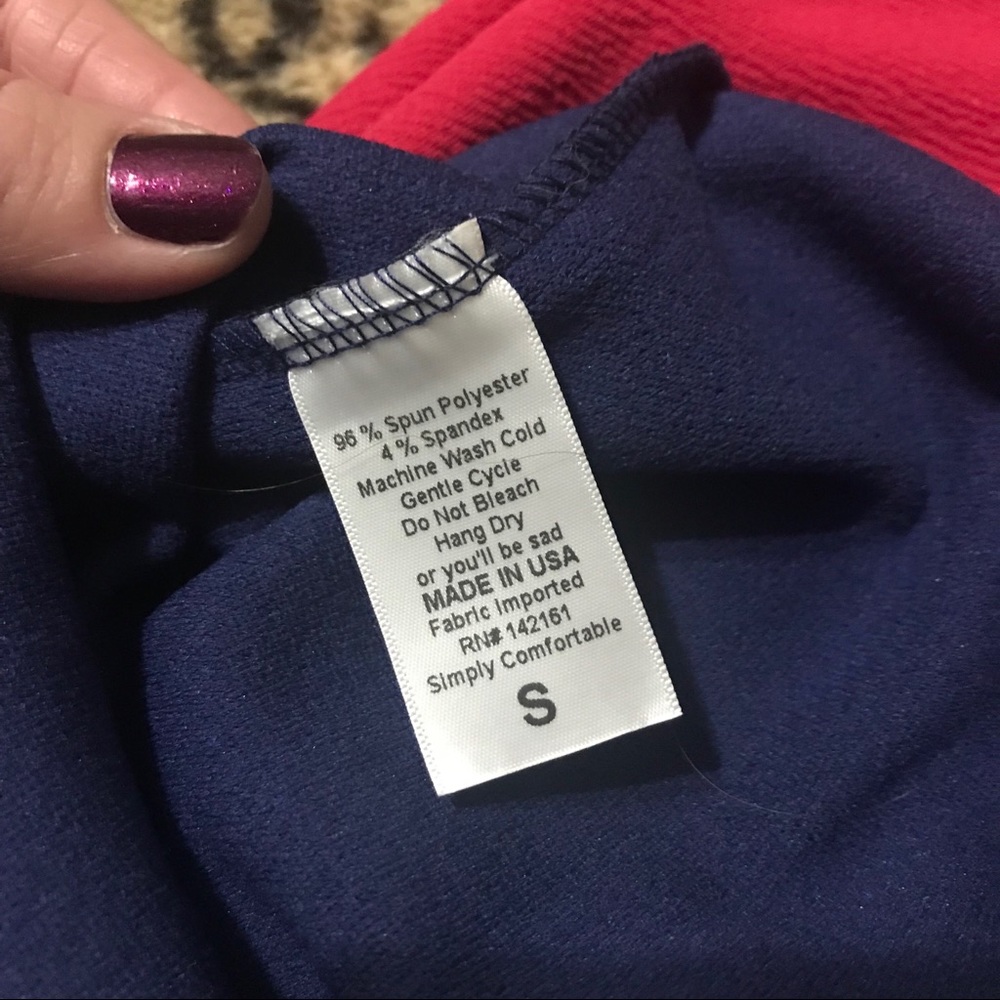 96 % Spun Polyester
4 % Spandex
Machine Wash Cold
Gentle Cycle
Do Not Bleach
Hang Dry
or you'll be sad
MADE IN USA
Fabric Imported
RN# 142161
Simply Comfortable
S